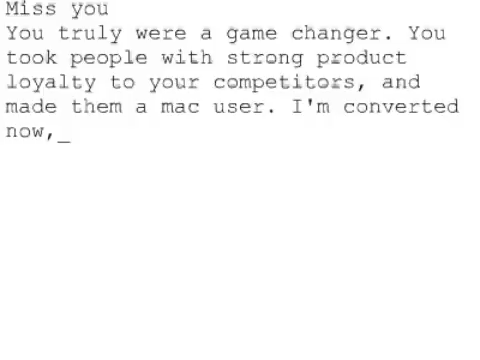 Miss you
You truly were a game changer. You
took people with strong product
loyalty to your competitors, and
made them a mac user. I'm converted
now,_